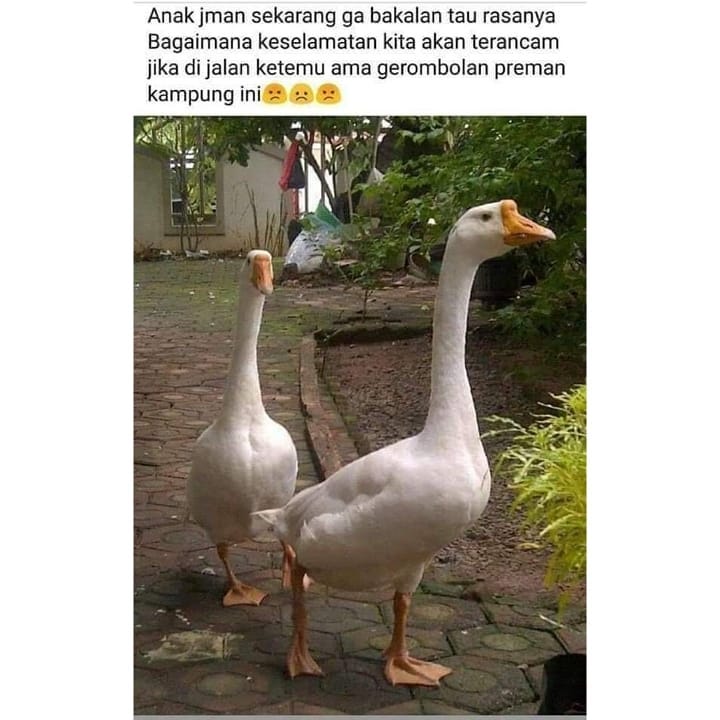 Anak jman sekarang ga bakalan tau rasanya
Bagaimana keselamatan kita akan terancam
jika di jalan ketemu ama gerombolan preman
kampung ini😡☹️😡